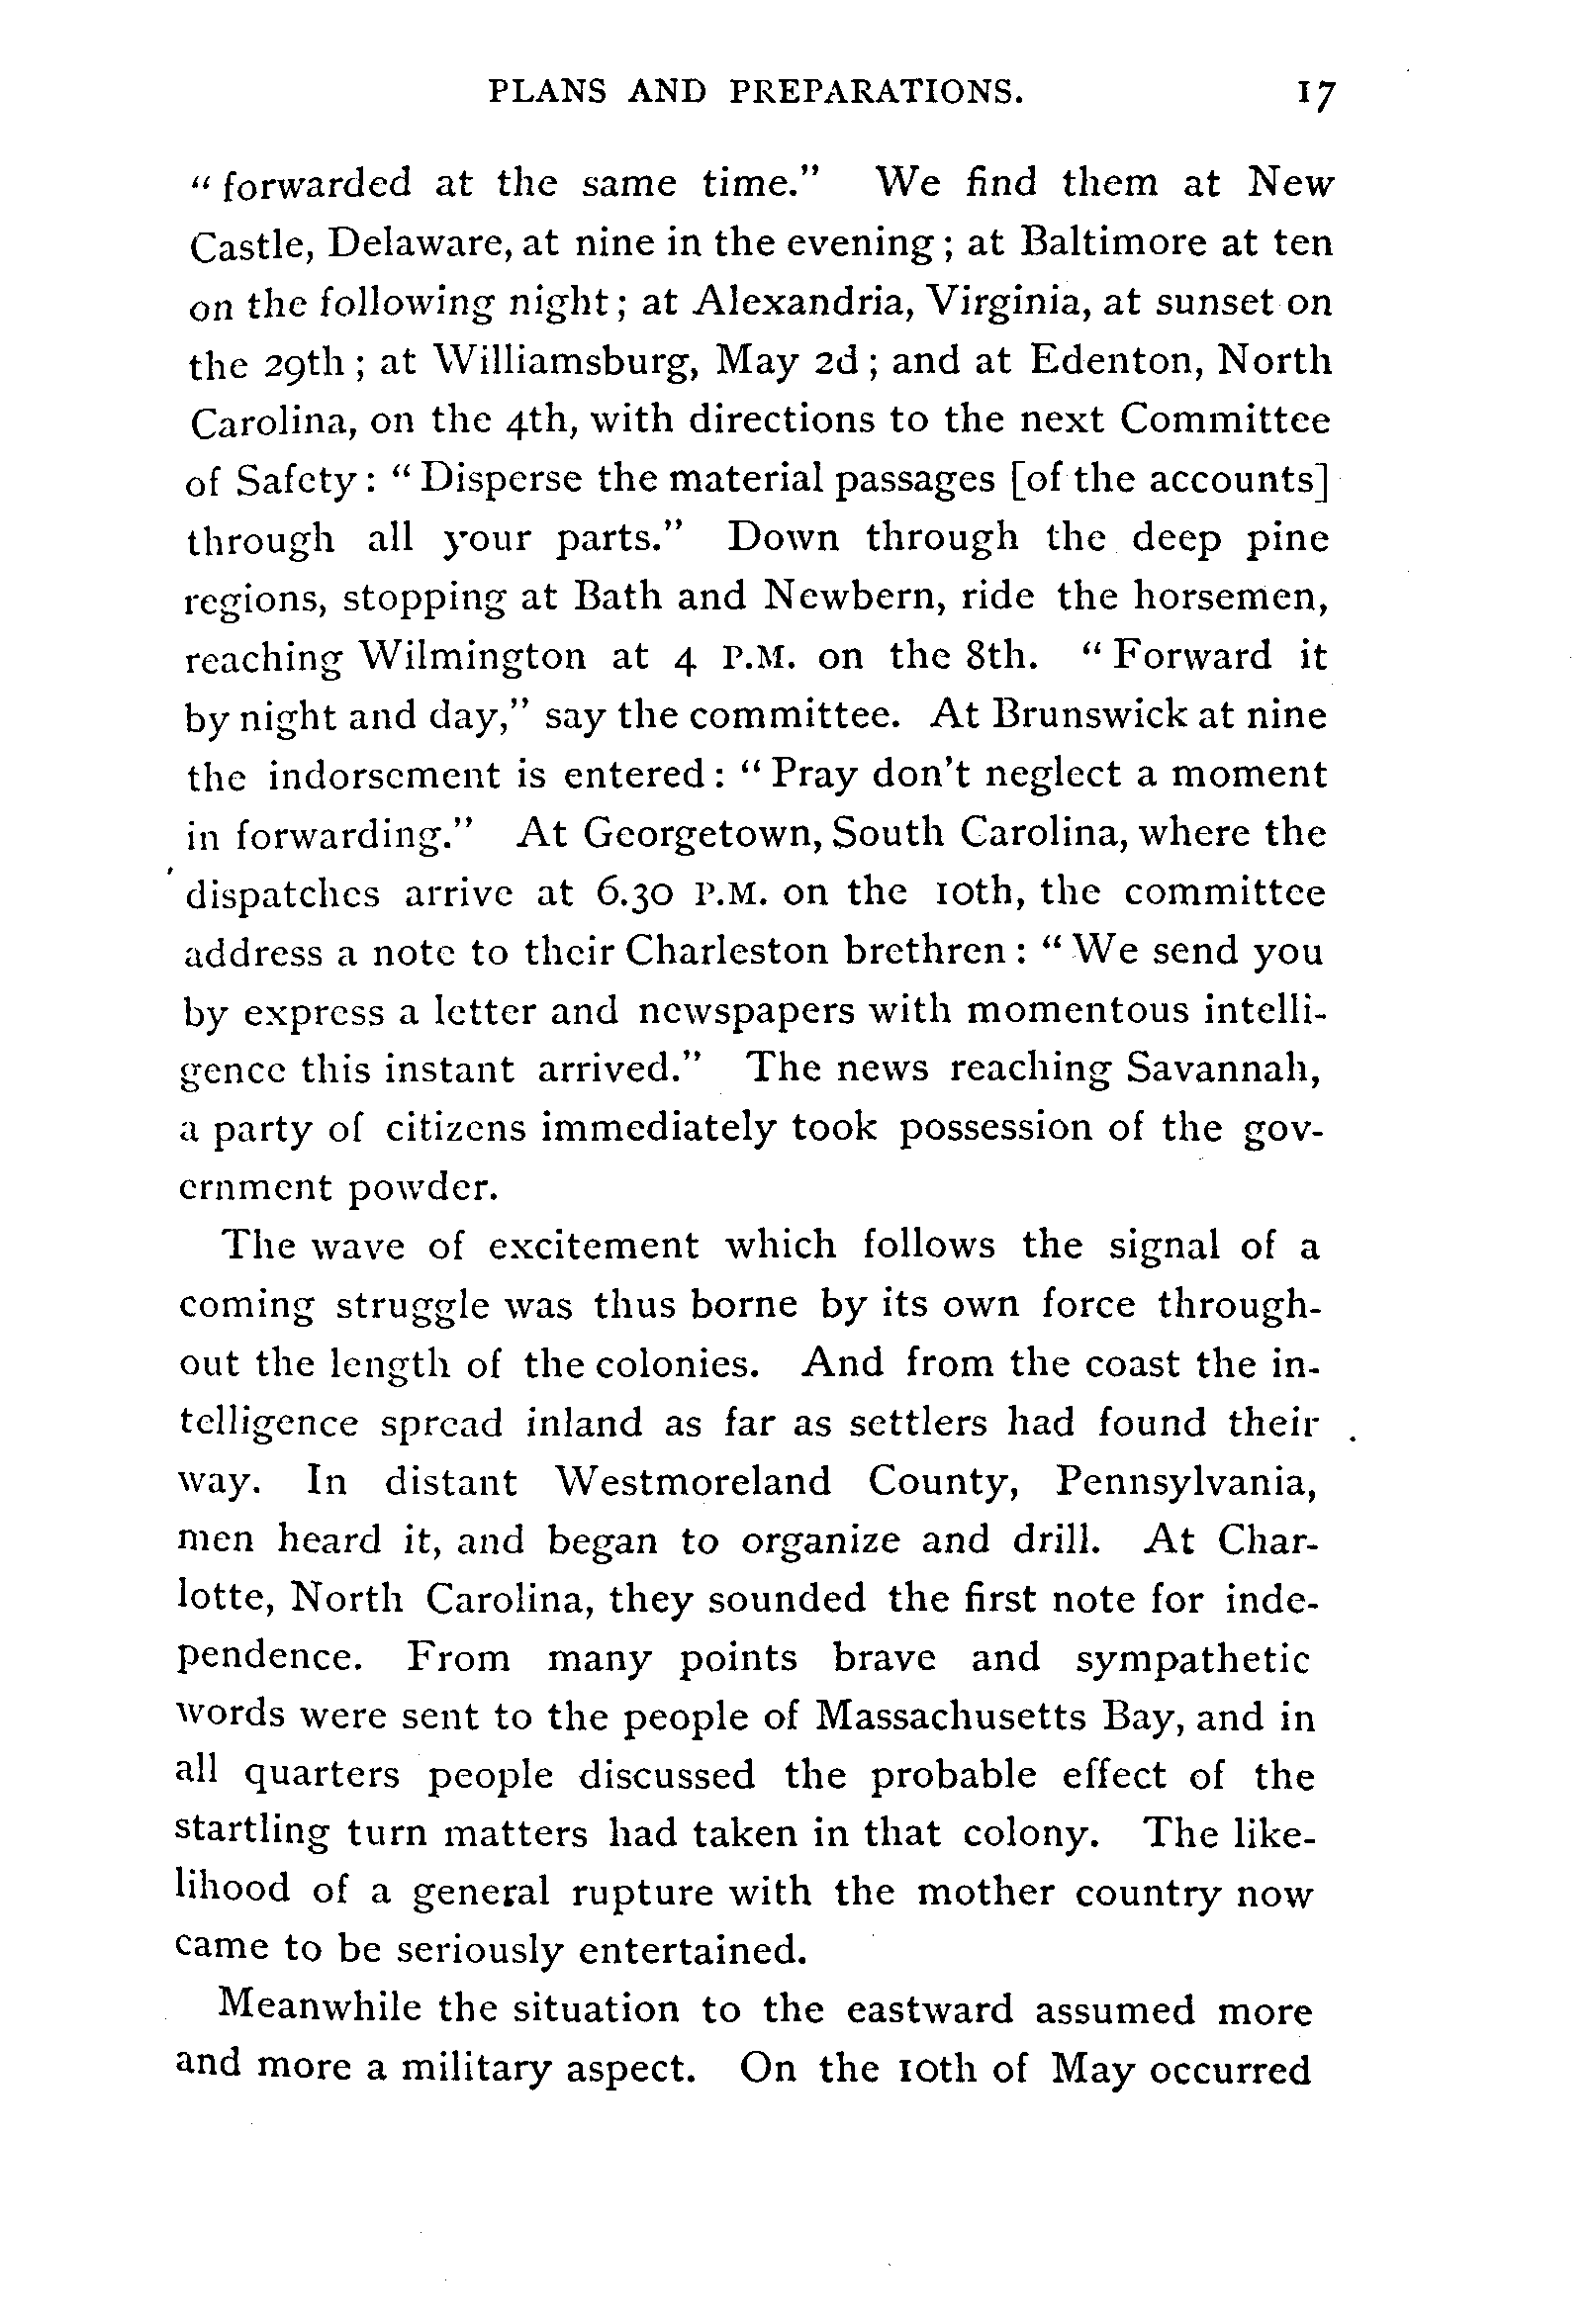 PLANS AND PREPARATIONS. 17
“forwarded at the same time.” We find them at New
Castle, Delaware, at nine in the evening; at Baltimore at ten
on the following night; at Alexandria, Virginia, at sunset on
the 29th; at Williamsburg, May 2d; and at Edenton, North
Carolina, on the 4th, with directions to the next Committee
of Safety: “Disperse the material passages [of the accounts]
through all your parts.” Down through the deep pine
regions, stopping at Bath and Newbern, ride the horsemen,
reaching Wilmington at 4 P.M. on the 8th. “Forward it
by night and day,” say the committee. At Brunswick at nine
the indorsement is entered: “Pray don't neglect a moment
in forwarding.” At Georgetown, South Carolina, where the
dispatches arrive at 6.30 P.M. on the 10th, the committee
address a note to their Charleston brethren: “We send you
by express a letter and newspapers with momentous intelli-
gence this instant arrived.” The news reaching Savannah,
a party of citizens immediately took possession of the gov-
ernment powder.
The wave of excitement which follows the signal of a
coming struggle was thus borne by its own force through-
out the length of the colonies. And from the coast the in-
telligence spread inland as far as settlers had found their
way. In distant Westmoreland County, Pennsylvania,
men heard it, and began to organize and drill. At Char-
lotte, North Carolina, they sounded the first note for inde-
pendence. From many points brave and sympathetic
words were sent to the people of Massachusetts Bay, and in
all quarters people discussed the probable effect of the
startling turn matters had taken in that colony. The like-
lihood of a general rupture with the mother country now
came to be seriously entertained.
Meanwhile the situation to the eastward assumed more
and more a military aspect. On the 10th of May occurred